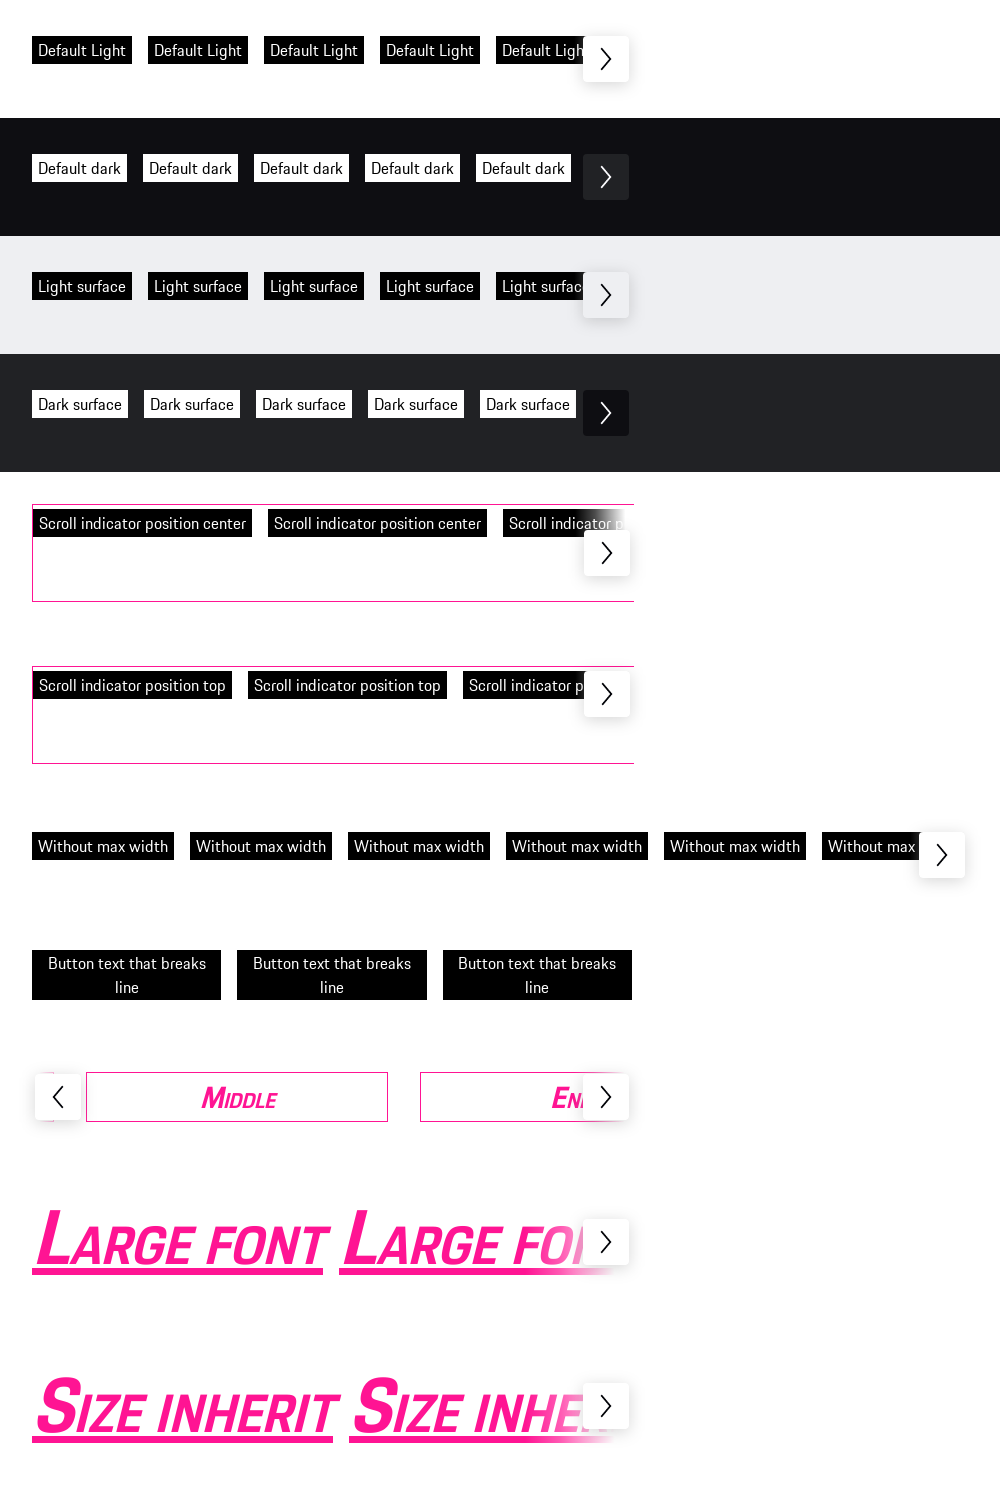 Default Light Default Light Default Light Default Light Default Ligh
Default dark Default dark Default dark Default dark Default dark
Light surface Light surface Light surface Light surface Light surfac
Dark surface Dark surface Dark surface Dark surface Dark surface
Scroll indicator position center Scroll indicator position center Scroll indicator p
Scroll indicator position top Scroll indicator position top Scroll indicator p
Without max width Without max width Without max width Without max width Without max width Without max
Button text that breaks line Button text that breaks line Button text that breaks line
Middle En
Large font Large fon
Size inherit Size inher